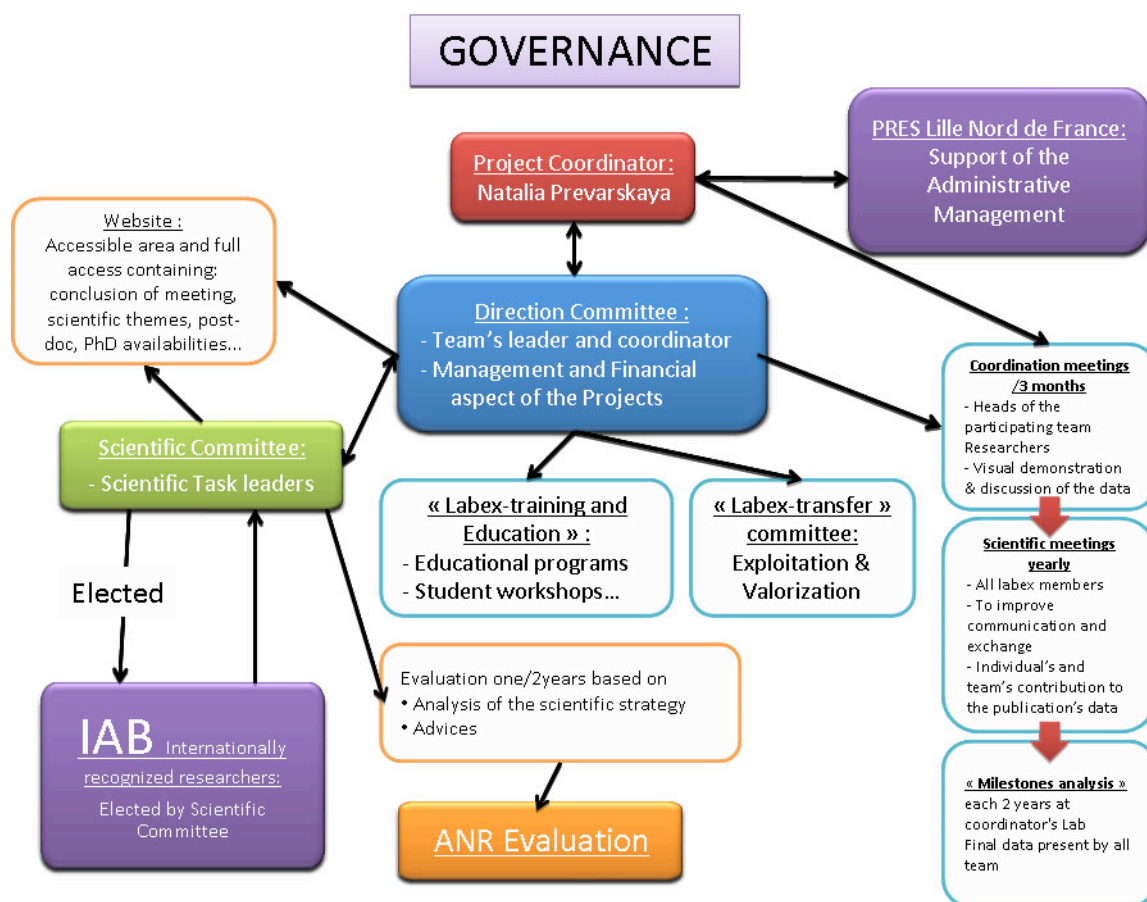 GOVERNANCE
PRES Lille Nord de France:
Support of the
Administrative
Management
Project Coordinator:
Natalia Prevarskaya
Website :
Accessible area and full
access containing:
conclusion of meeting,
scientific themes, post-
doc, PhD availabilities...
Direction Committee :
- Team's leader and coordinator
- Management and Financial
aspect of the Projects
Coordination meetings
/3 months
- Heads of the
participating team
Researchers
- Visual demonstration
& discussion of the data
Scientific Committee:
- Scientific Task leaders
« Labex-training and
Education » :
- Educational programs
- Student workshops...
« Labex-transfer »
committee:
Exploitation &
Valorization
Scientific meetings
yearly
- All labex members
- To improve
communication and
exchange
- Individual's and
team's contribution to
the publication's data
Elected
Evaluation one/2years based on
• Analysis of the scientific strategy
• Advices
IAB Internationally
recognized researchers:
Elected by Scientific
Committee
ANR Evaluation
« Milestones analysis »
each 2 years at
coordinator's Lab
Final data present by all
team